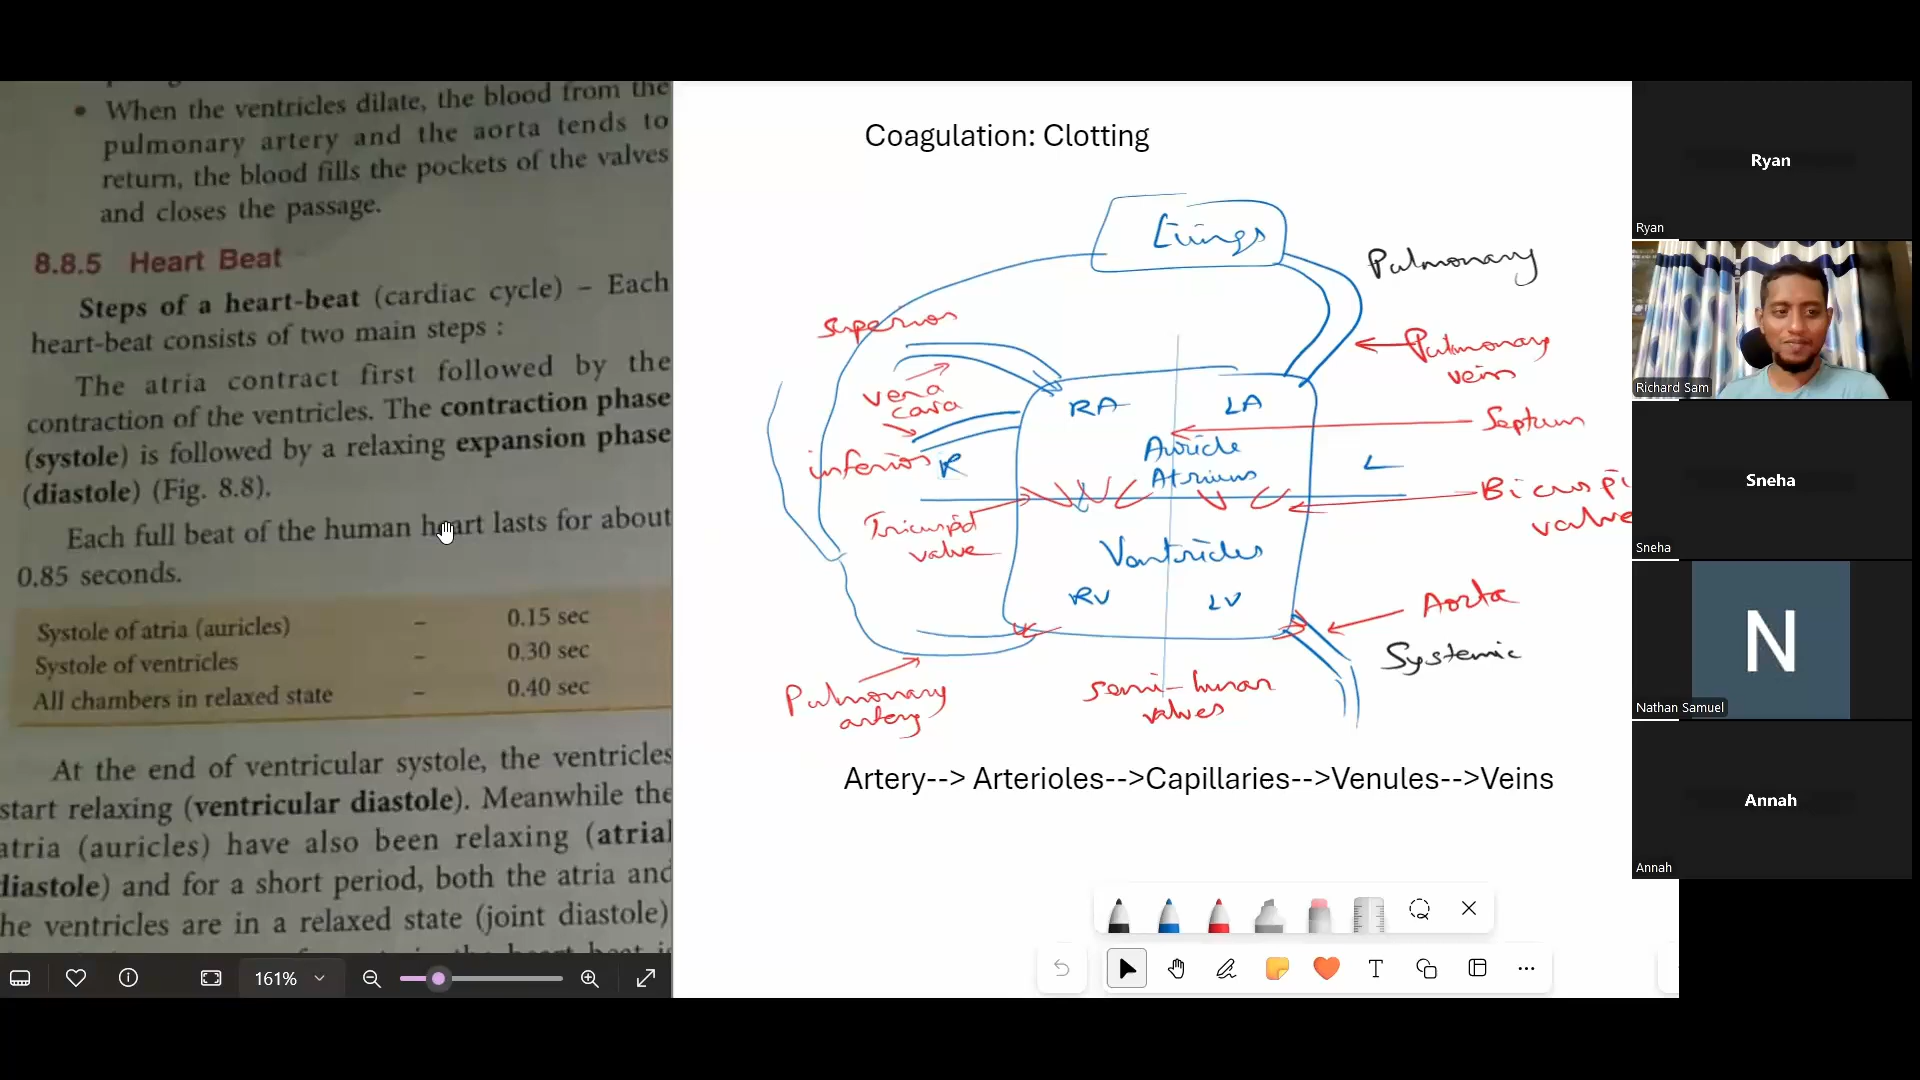 When the ventricles dilate, the blood from the
pulmonary artery and the aorta tends to
return, the blood fills the pockets of the valves
and closes the passage.
8.8.5 Heart Beat
Steps of a heart-beat (cardiac cycle) – Each
heart-beat consists of two main steps :
The atria contract first followed by the
contraction of the ventricles. The contraction phase
(systole) is followed by a relaxing expansion phase
(diastole) (Fig. 8.8).
Each full beat of the human heart lasts for about
0.85 seconds.
Systole of atria (auricles) – 0.15 sec
Systole of ventricles – 0.30 sec
All chambers in relaxed state – 0.40 sec
At the end of ventricular systole, the ventricles
start relaxing (ventricular diastole). Meanwhile the
atria (auricles) have also been relaxing (atrial
diastole) and for a short period, both the atria and
the ventricles are in a relaxed state (joint diastole)
161%
Coagulation: Clotting
Lungs
Pulmonary
Superior
Pulmonary
vein
vena
cava
RA
LA
Septum
Auricle
inferior
R
Atrium
L
Bicuspi
valve
Tricuspid
valve
Ventricles
RV
LV
Aorta
Systemic
Pulmonary
artery
semi-lunar
valves
Artery--> Arterioles-->Capillaries-->Venules-->Veins
T
Ryan
Ryan
Richard Sam
Sneha
Sneha
N
Nathan Samuel
Annah
Annah